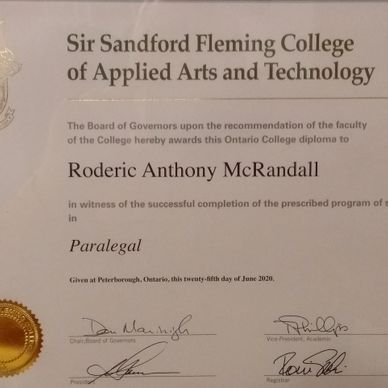 Sir Sandford Fleming College
of Applied Arts and Technology
The Board of Governors upon the recommendation of the faculty
of the College hereby awards this Ontario College diploma to
Roderic Anthony McRandall
in witness of the successful completion of the prescribed program of s
in
Paralegal
Given at Peterborough, Ontario, this twenty-fifth day of June 2020.
Chair, Board of Governors
Vice-President, Academic
President
Registrar